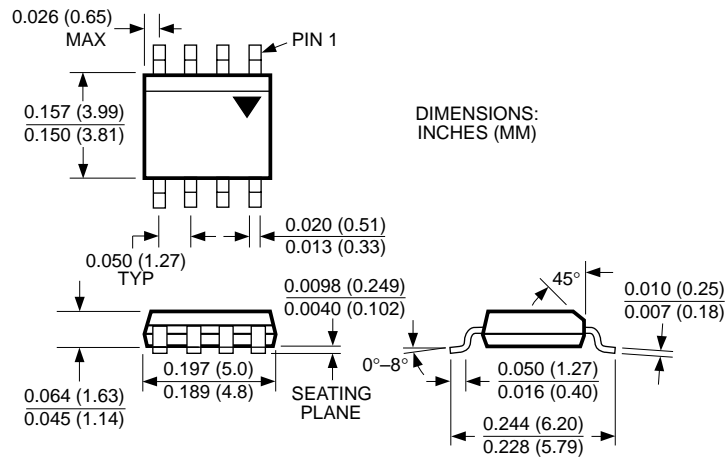 0.026 (0.65)
MAX
PIN 1
0.157 (3.99)
0.150 (3.81)
DIMENSIONS:
INCHES (MM)
0.050 (1.27)
TYP
0.020 (0.51)
0.013 (0.33)
0.0098 (0.249)
0.0040 (0.102)
45°
0.010 (0.25)
0.007 (0.18)
0°–8°
0.064 (1.63)
0.045 (1.14)
0.197 (5.0)
0.189 (4.8)
SEATING
PLANE
0.050 (1.27)
0.016 (0.40)
0.244 (6.20)
0.228 (5.79)